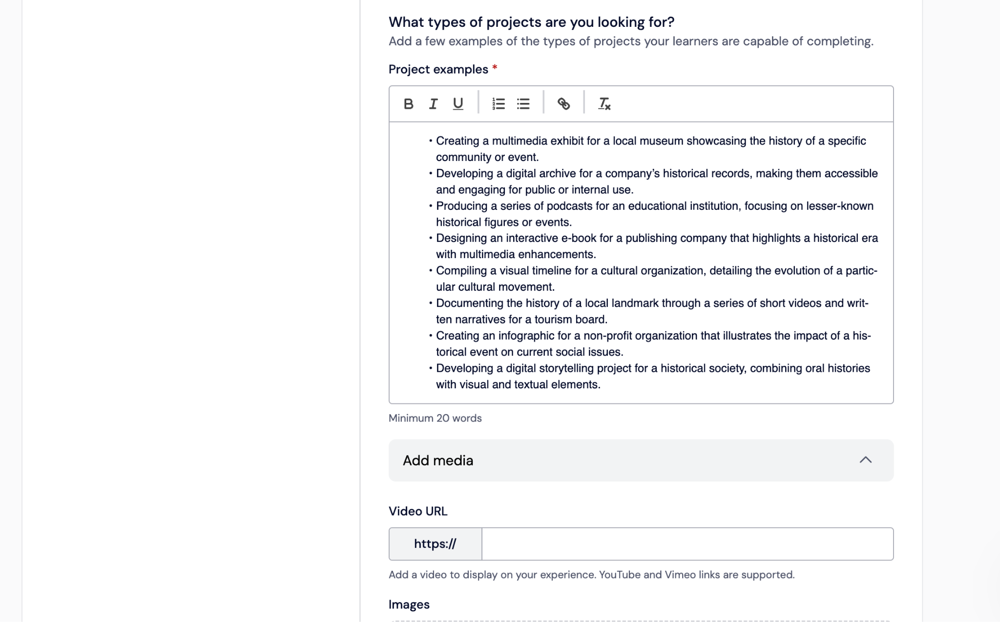 What types of projects are you looking for?
Add a few examples of the types of projects your learners are capable of completing.
Project examples *
B I U
• Creating a multimedia exhibit for a local museum showcasing the history of a specific
community or event.
• Developing a digital archive for a company’s historical records, making them accessible
and engaging for public or internal use.
• Producing a series of podcasts for an educational institution, focusing on lesser-known
historical figures or events.
• Designing an interactive e-book for a publishing company that highlights a historical era
with multimedia enhancements.
• Compiling a visual timeline for a cultural organization, detailing the evolution of a partic-
ular cultural movement.
• Documenting the history of a local landmark through a series of short videos and writ-
ten narratives for a tourism board.
• Creating an infographic for a non-profit organization that illustrates the impact of a his-
torical event on current social issues.
• Developing a digital storytelling project for a historical society, combining oral histories
with visual and textual elements.
Minimum 20 words
Add media
Video URL
https://
Add a video to display on your experience. YouTube and Vimeo links are supported.
Images